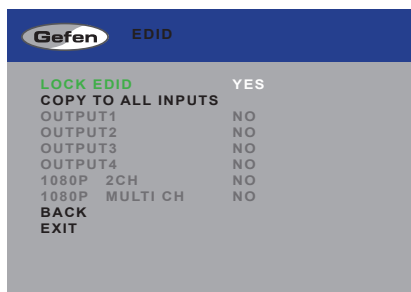 Gefen EDID
LOCK EDID YES
COPY TO ALL INPUTS
OUTPUT1 NO
OUTPUT2 NO
OUTPUT3 NO
OUTPUT4 NO
1080P 2CH NO
1080P MULTI CH NO
BACK
EXIT